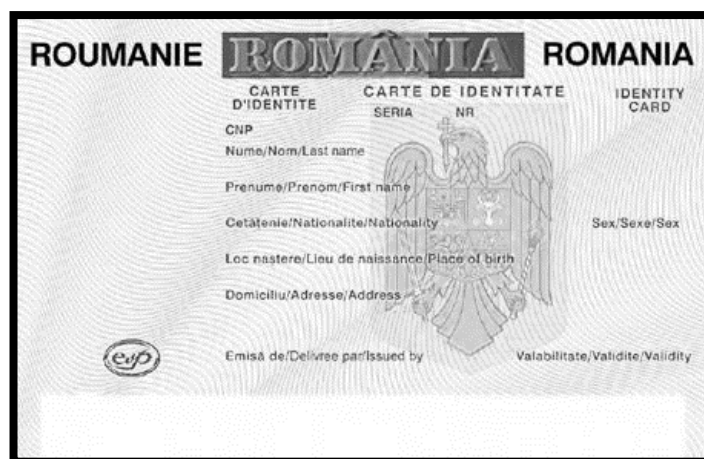 ROUMANIE ROMÂNIA ROMANIA
CARTE D'IDENTITE
CARTE DE IDENTITATE
IDENTITY CARD
SERIA NR
CNP
Nume/Nom/Last name
Prenume/Prenom/First name
Cetăţenie/Nationalite/Nationality Sex/Sexe/Sex
Loc nastere/Lieu de naissance/Place of birth
Domiciliu/Adresse/Address
Emisă de/Delivree par/Issued by Valabilitate/Validite/Validity